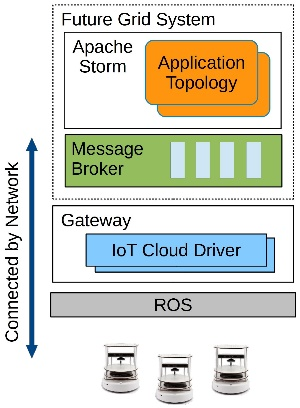 Future Grid System
Apache
Storm
Application
Topology
Message
Broker
Gateway
IoT Cloud Driver
ROS
Connected by Network